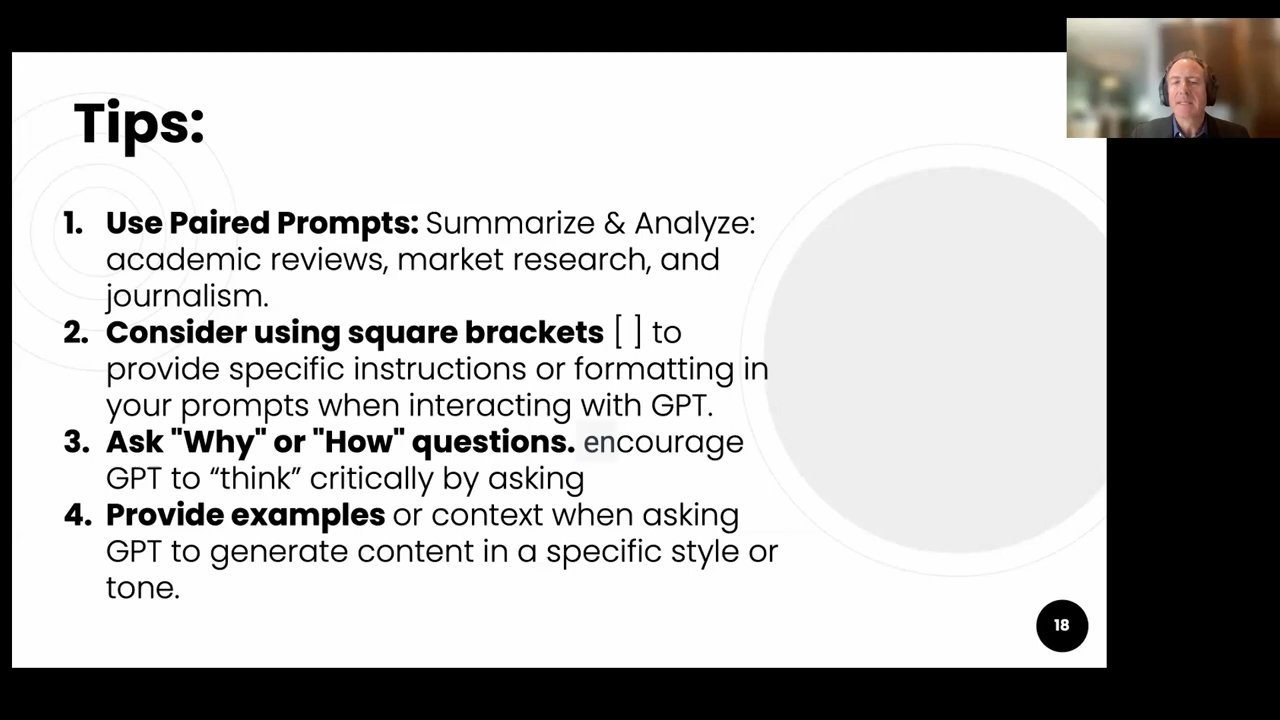 Tips:
1. Use Paired Prompts: Summarize & Analyze:
academic reviews, market research, and
journalism.
2. Consider using square brackets [ ] to
provide specific instructions or formatting in
your prompts when interacting with GPT.
3. Ask "Why" or "How" questions. encourage
GPT to “think” critically by asking
4. Provide examples or context when asking
GPT to generate content in a specific style or
tone.
18